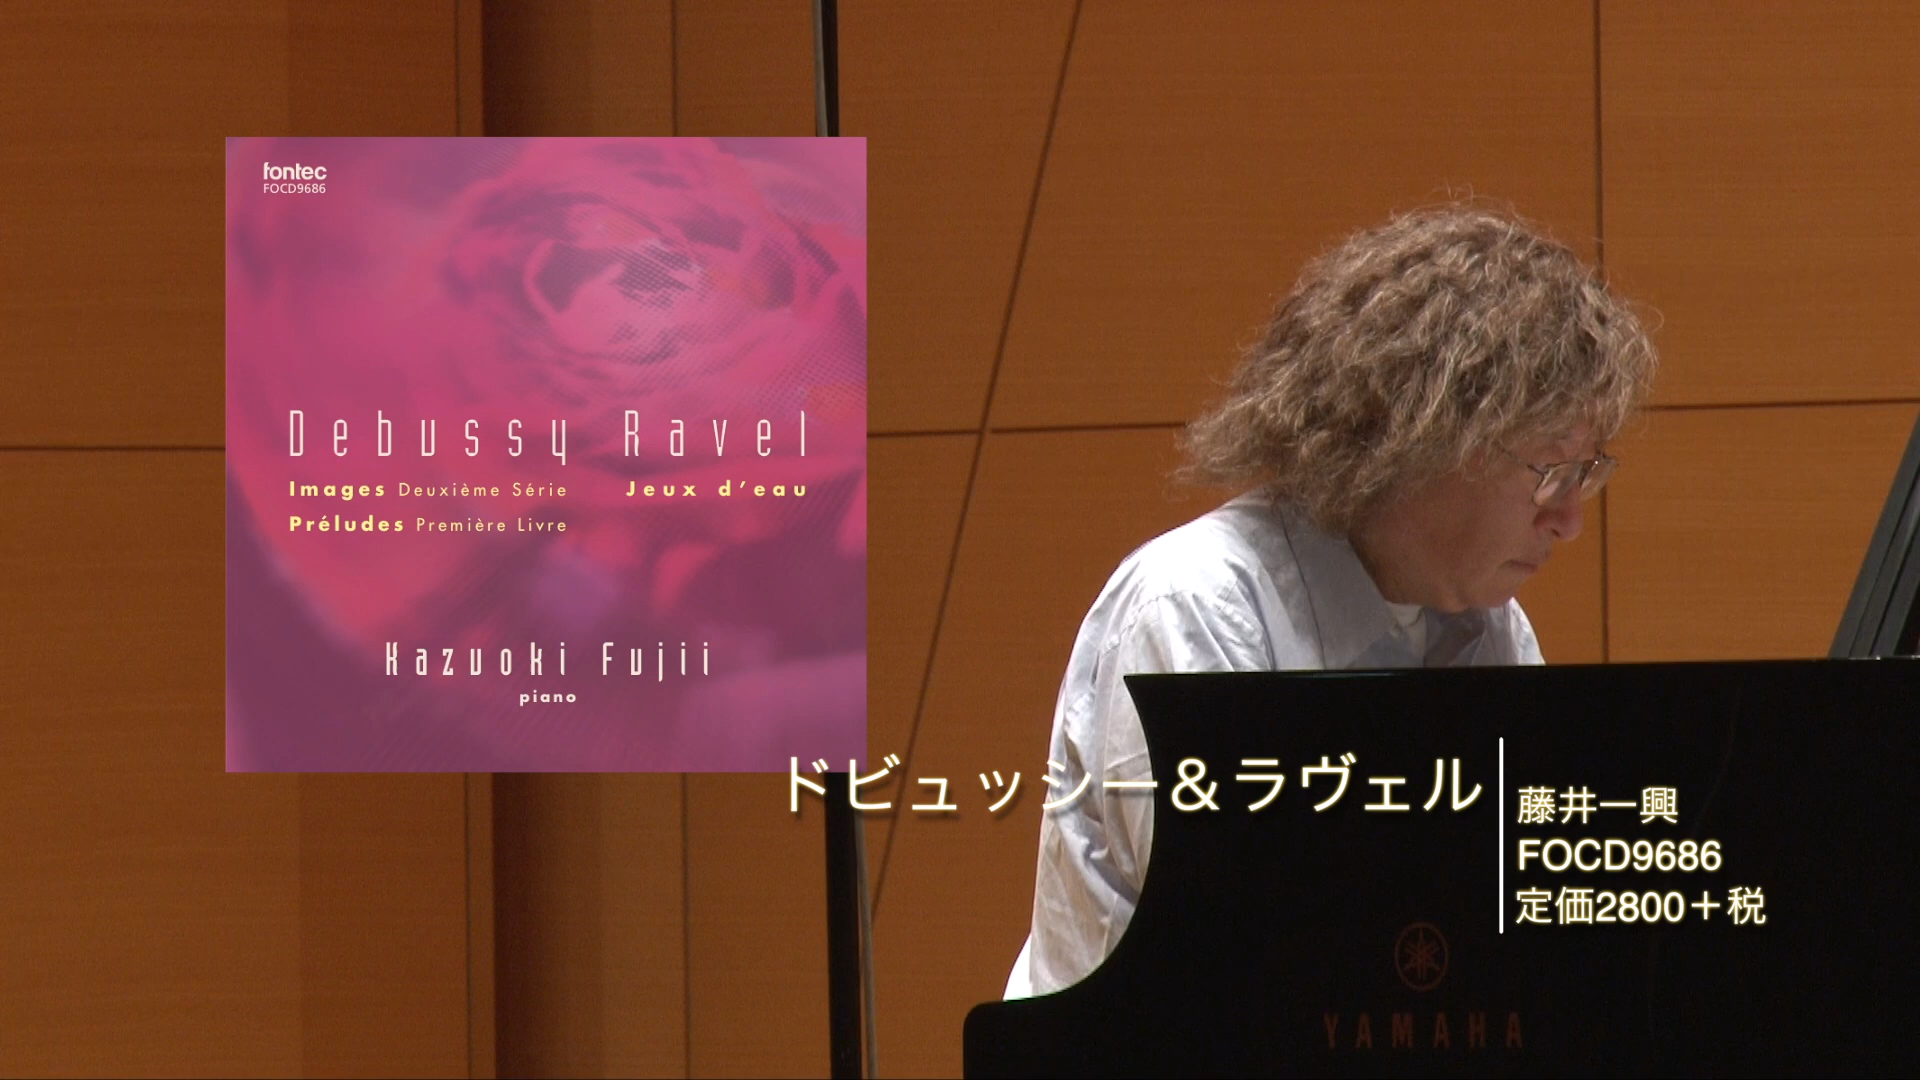 fontec
FOCD9686
Debussy Ravel
Images Deuxième Série Jeux d'eau
Préludes Première Livre
Kazuoki Fujii
piano
ドビュッシー&ラヴェル
藤井一興
FOCD9686
定価2800+税
YAMAHA